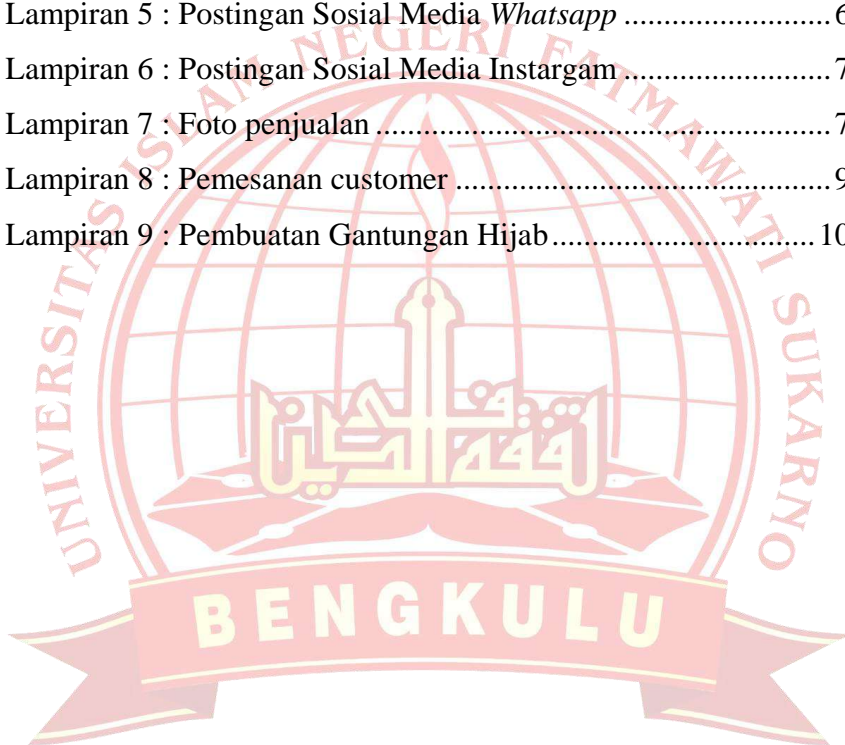 Lampiran 5 : Postingan Sosial Media Whatsapp ............................6
Lampiran 6 : Postingan Sosial Media Instargam ............................7
Lampiran 7 : Foto penjualan ............................................................7
Lampiran 8 : Pemesanan customer ..................................................9
Lampiran 9 : Pembuatan Gantungan Hijab...................................10
UNIVERSITAS ISLAM NEGERI FATMAWATI SUKARNO
BENGKULU